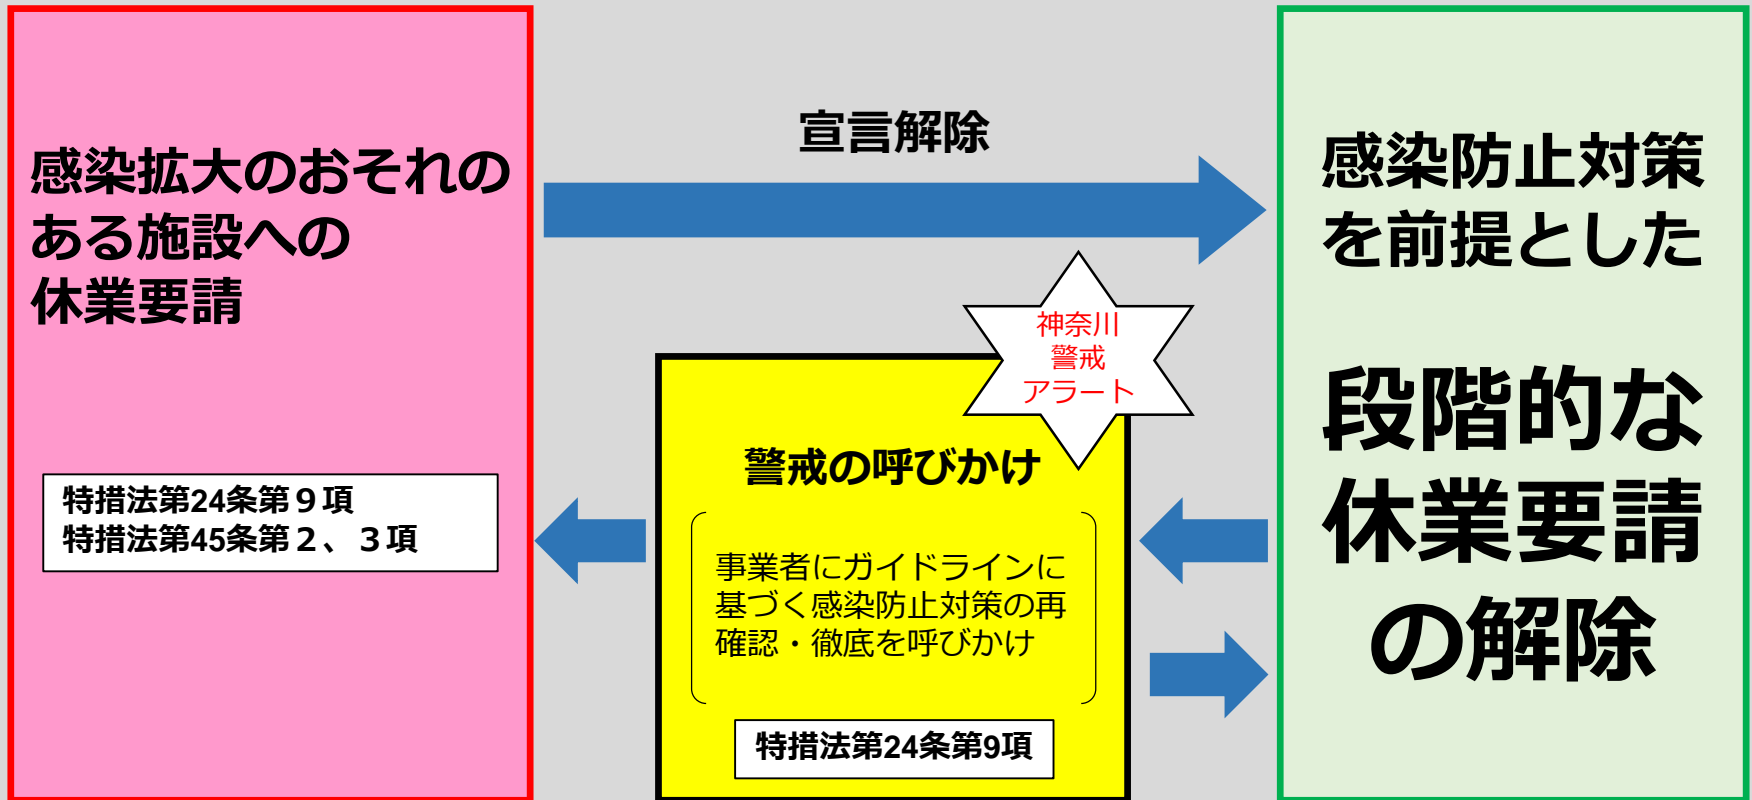 感染拡大のおそれの
ある施設への
休業要請
特措法第24条第９項
特措法第45条第２、３項
宣言解除
神奈川
警戒
アラート
警戒の呼びかけ
事業者にガイドラインに
基づく感染防止対策の再
確認・徹底を呼びかけ
特措法第24条第9項
感染防止対策
を前提とした
段階的な
休業要請
の解除